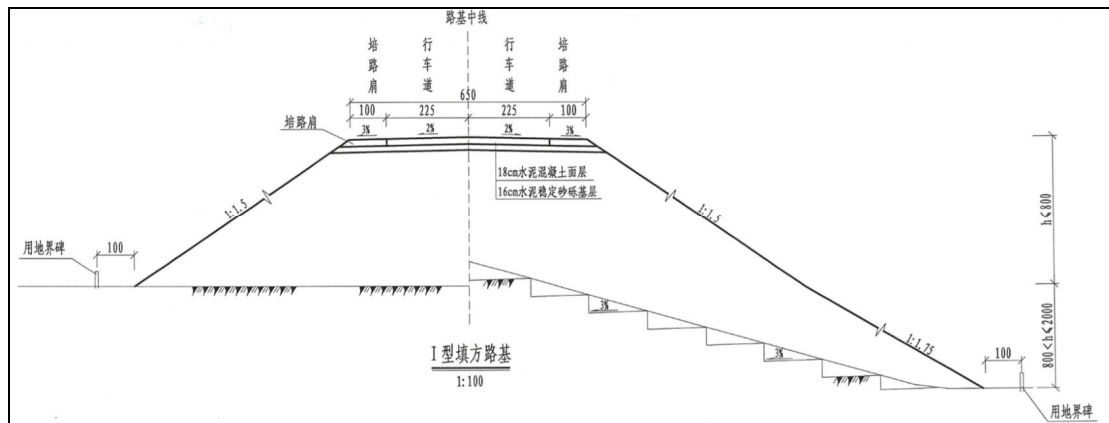 路基中线
培路肩
行车道
行车道
培路肩
650
100
225
225
100
培路肩
3%
2%
2%
3%
18cm水泥混凝土面层
16cm水泥稳定砂砾基层
1:1.5
1:1.5
h≤800
用地界碑
100
3%
800<h≤2000
I型填方路基
1:100
3%
1:1.75
100
用地界碑